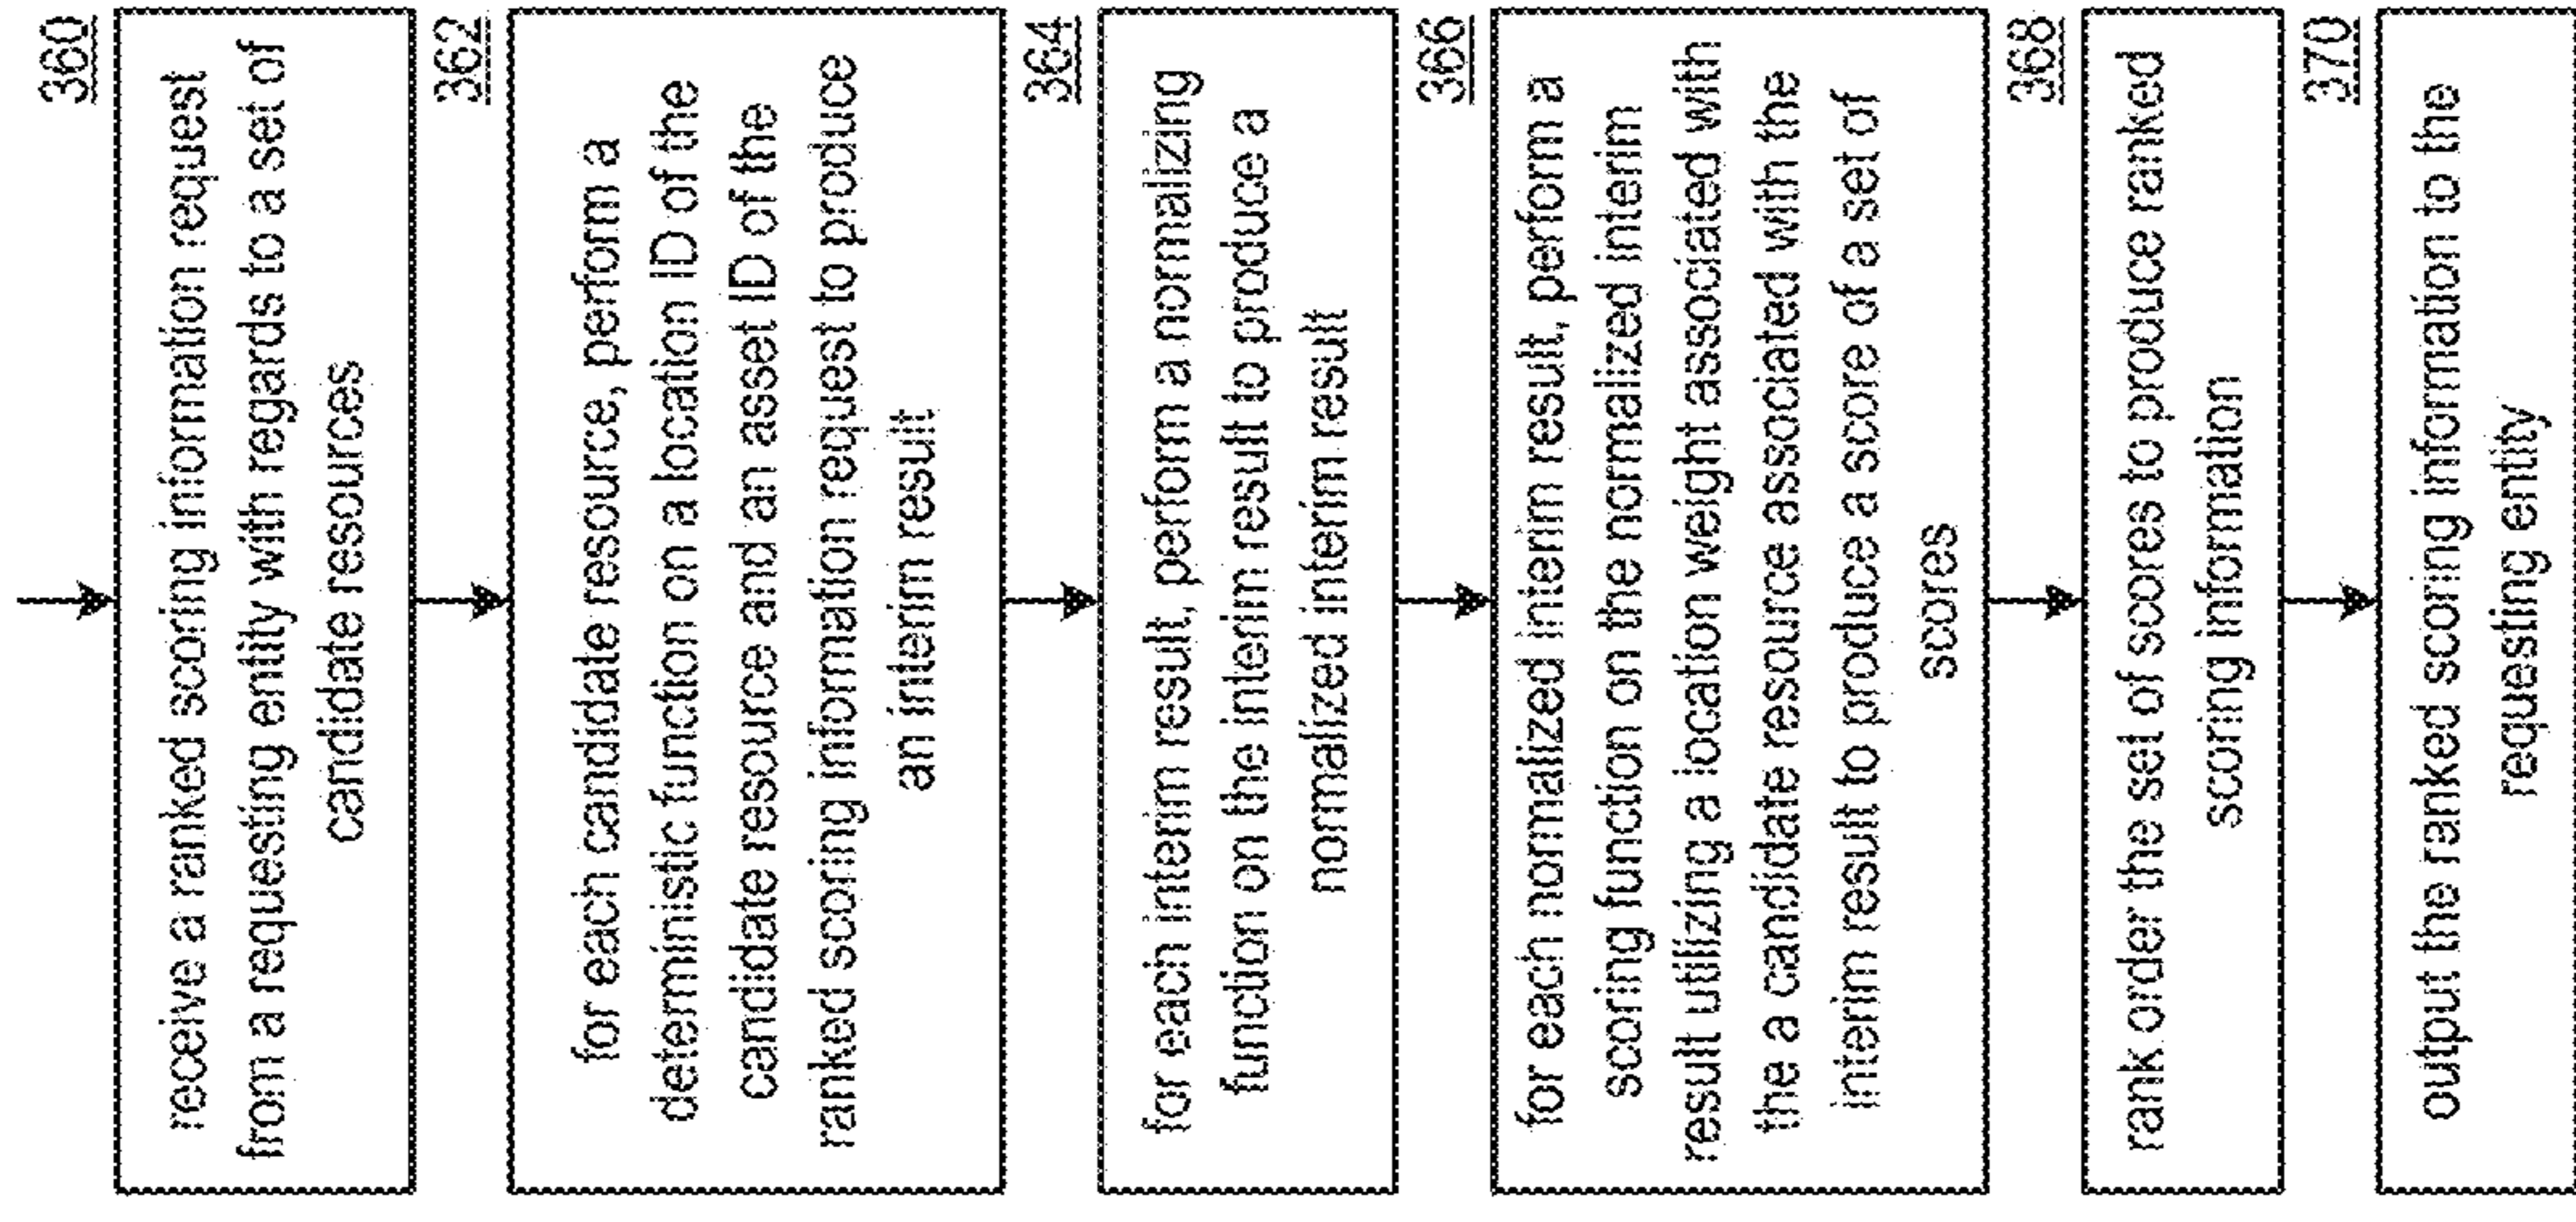 360
receive a ranked scoring information request
from a requesting entity with regards to a set of
candidate resources
362
for each candidate resource, perform a
deterministic function on a location ID of the
candidate resource and an asset ID of the
ranked scoring information request to produce
an interim result
364
for each interim result, perform a normalizing
function on the interim result to produce a
normalized interim result
366
for each normalized interim result, perform a
scoring function on the normalized interim
result utilizing a location weight associated with
the a candidate resource associated with the
interim result to produce a score of a set of
scores
368
rank order the set of scores to produce ranked
scoring information
370
output the ranked scoring information to the
requesting entity